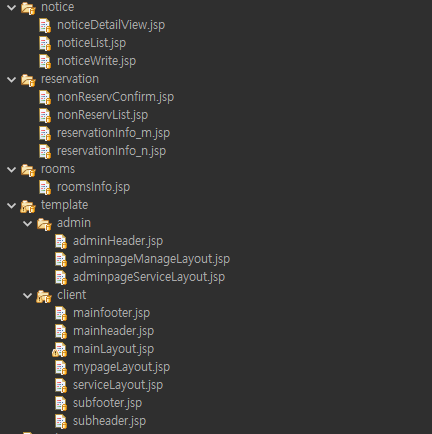 notice
noticeDetailView.jsp
noticeList.jsp
noticeWrite.jsp
reservation
nonReservConfirm.jsp
nonReservList.jsp
reservationInfo_m.jsp
reservationInfo_n.jsp
rooms
roomsInfo.jsp
template
admin
adminHeader.jsp
adminpageManageLayout.jsp
adminpageServiceLayout.jsp
client
mainfooter.jsp
mainheader.jsp
mainLayout.jsp
mypageLayout.jsp
serviceLayout.jsp
subfooter.jsp
subheader.jsp